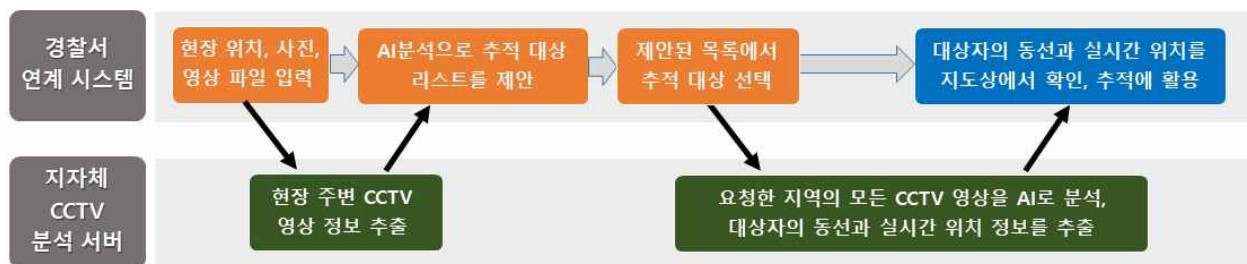 경찰서
연계 시스템
현장 위치, 사진,
영상 파일 입력
AI분석으로 추적 대상
리스트를 제안
제안된 목록에서
추적 대상 선택
대상자의 동선과 실시간 위치를
지도상에서 확인, 추적에 활용
지자체
CCTV
분석 서버
현장 주변 CCTV
영상 정보 추출
요청한 지역의 모든 CCTV 영상을 AI로 분석,
대상자의 동선과 실시간 위치 정보를 추출